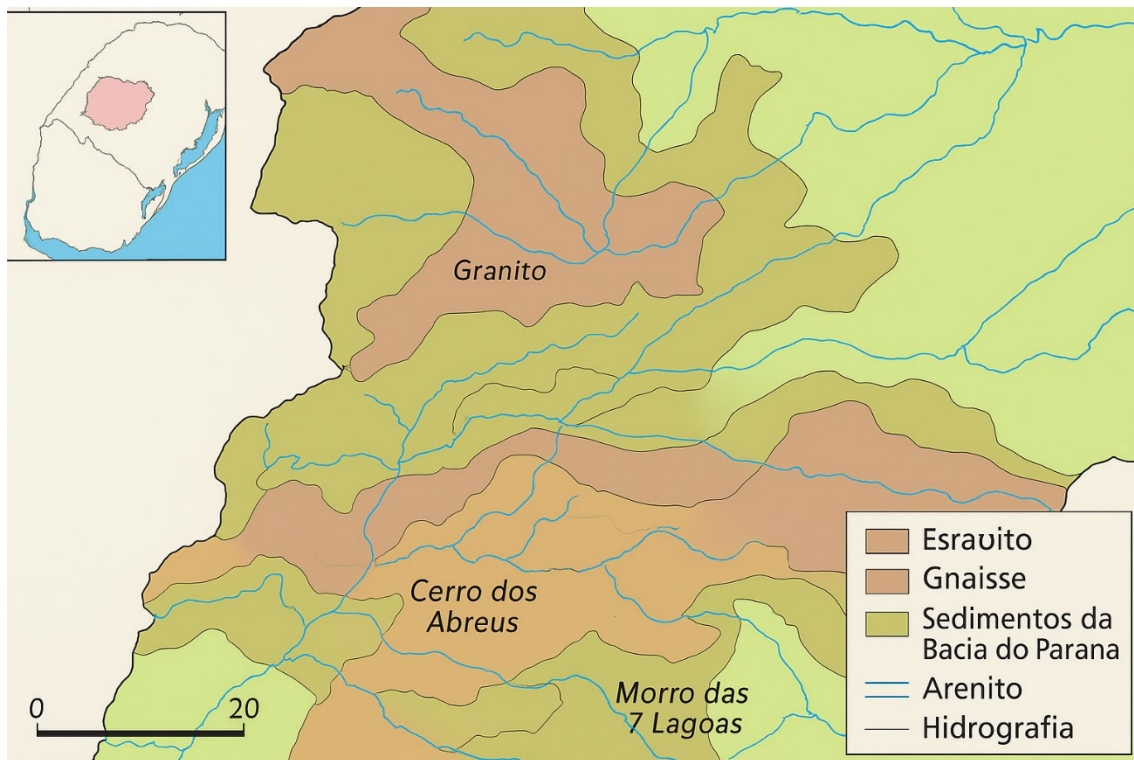 Granito
Cerro dos
Abreus
Morro das
7 Lagoas
0 20
Esrauito
Gnaisse
Sedimentos da
Bacia do Parana
Arenito
Hidrografia